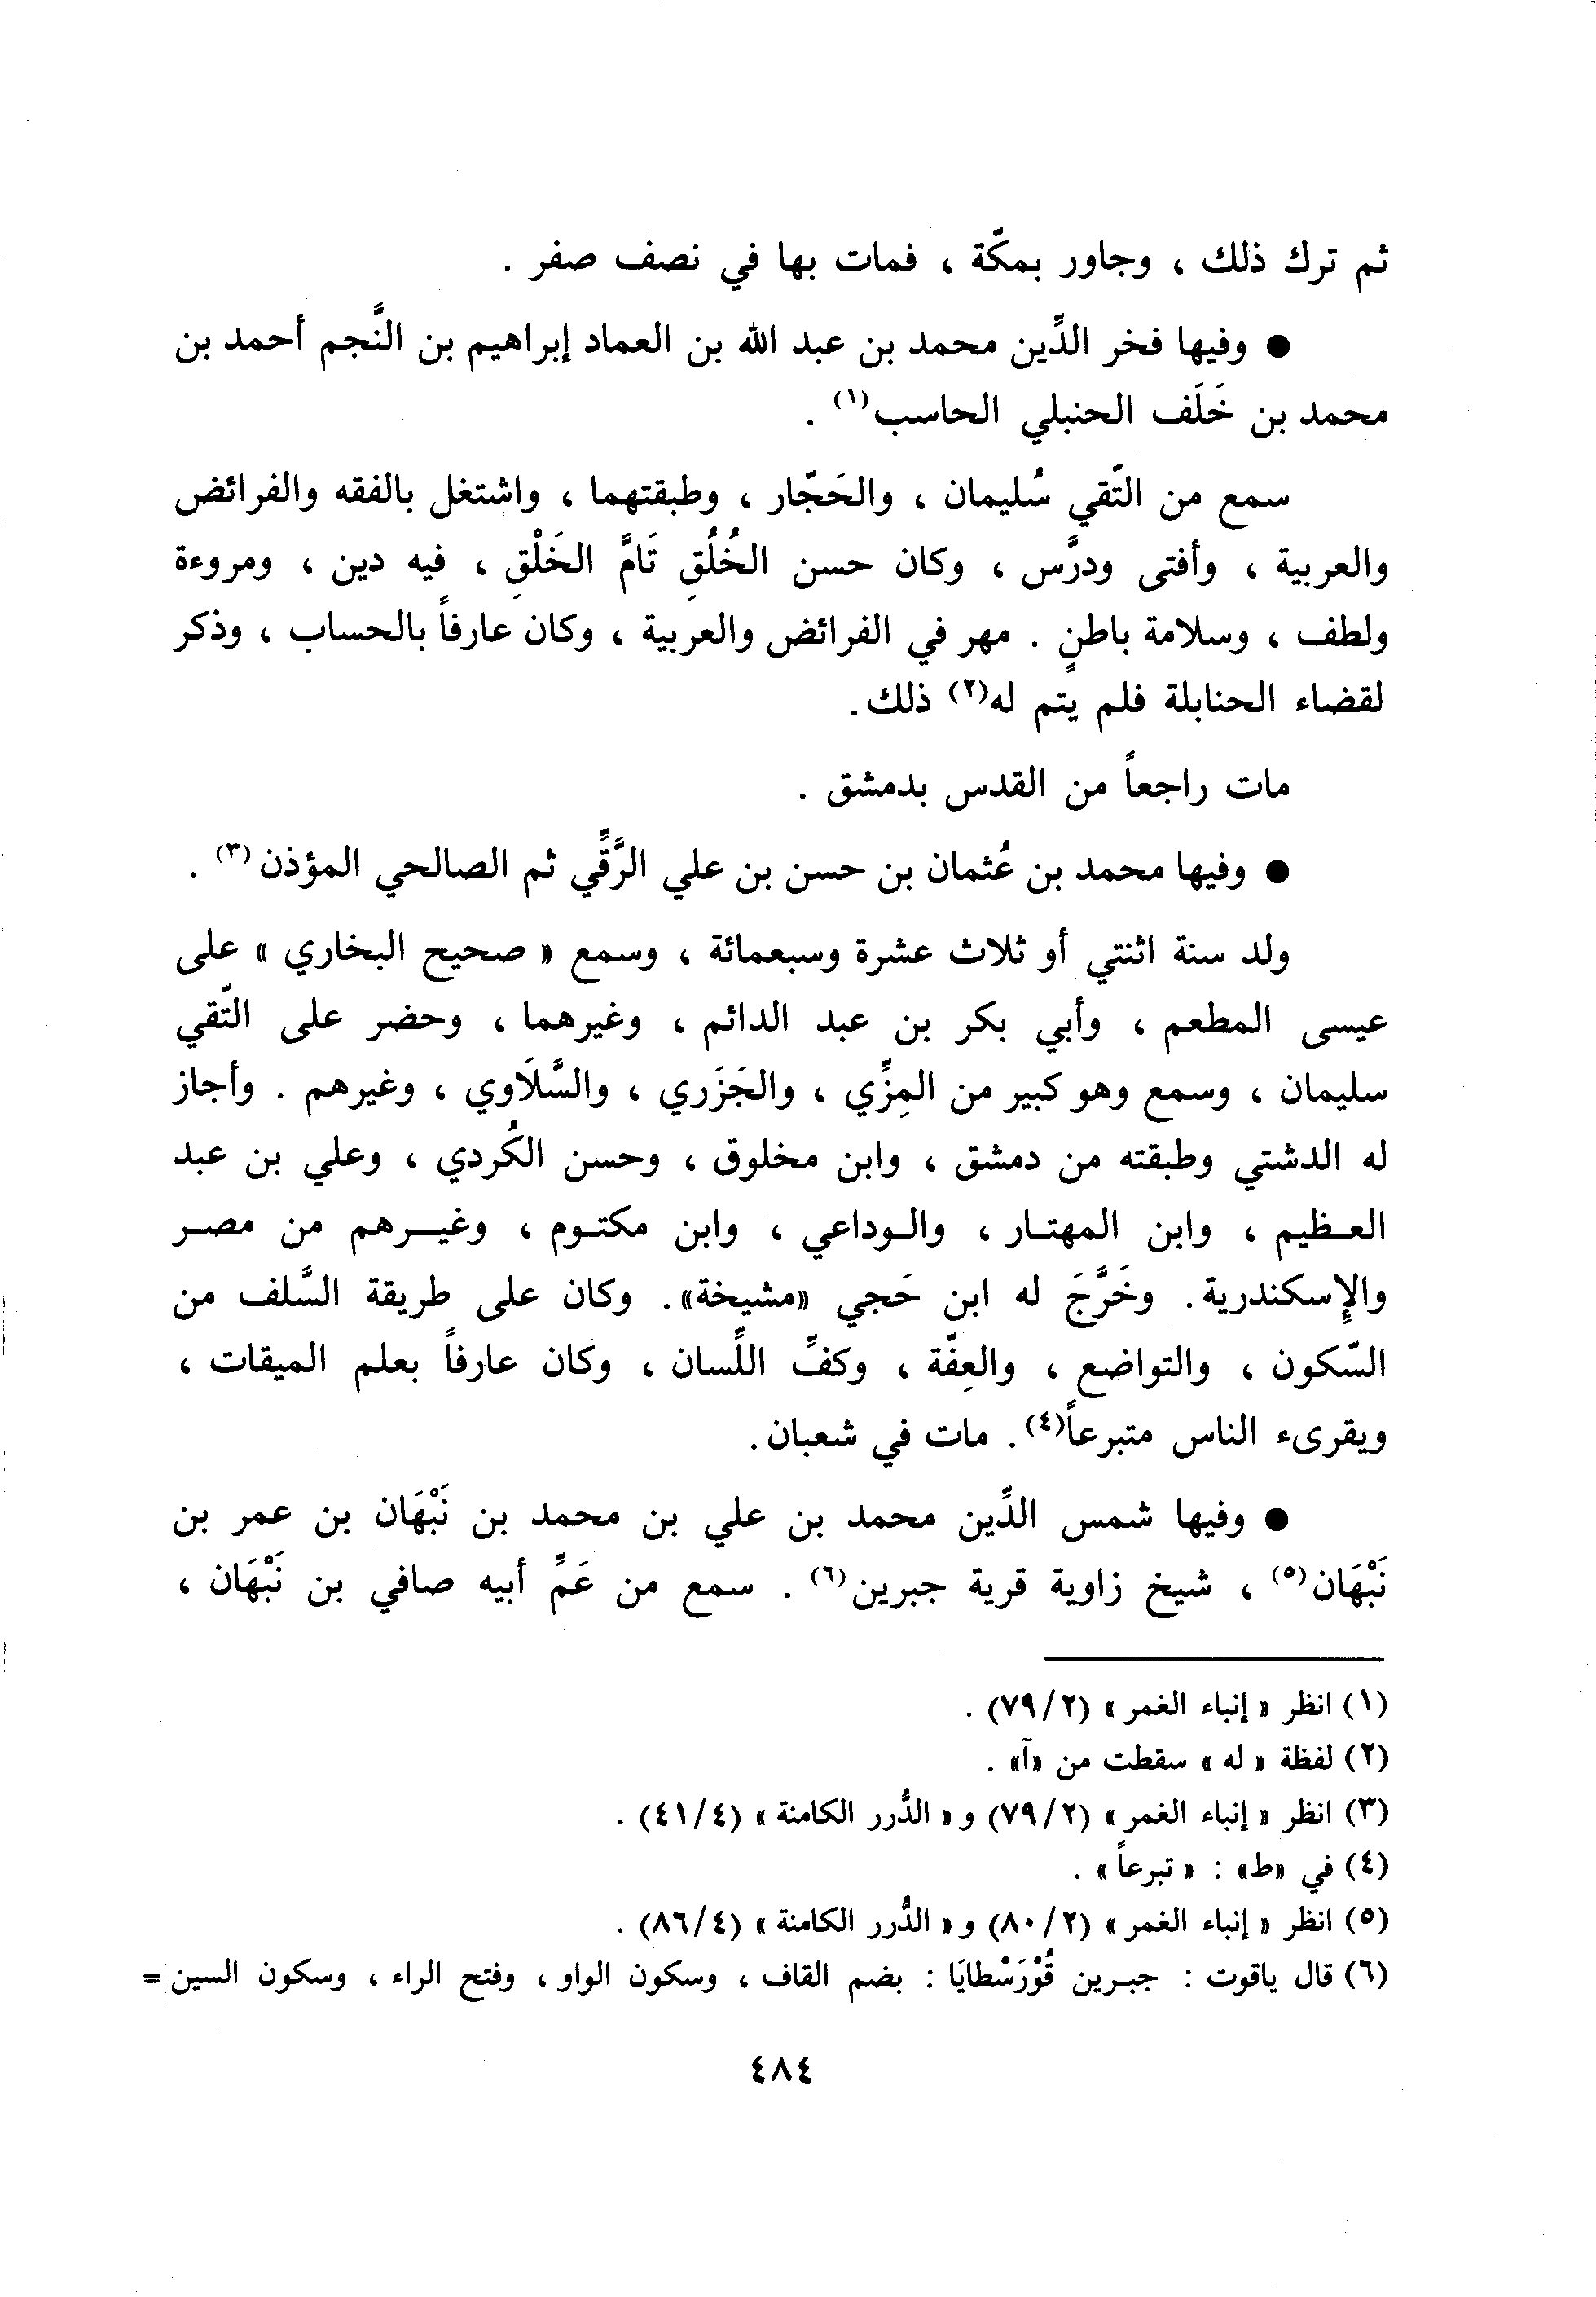 ثم ترك ذلك ، وجاور بمكّة ، فمات بها في نصف صفر .
● وفيها فخر الدِّين محمد بن عبد الله بن العماد إبراهيم بن النَّجم أحمد بن
محمد بن خَلَف الحنبلي الحاسب(١) .
سمع من التّقي سُليمان ، والحَجّار ، وطبقتهما ، واشتغل بالفقه والفرائض
والعربية ، وأفتى ودرَّس ، وكان حسن الخُلُقِ تَامَّ الخَلْقِ ، فيه دين ، ومروءة
ولطف ، وسلامة باطنٍ . مهر في الفرائض والعربية ، وكان عارفاً بالحساب ، وذكر
لقضاء الحنابلة فلم يتم له(٢) ذلك.
مات راجعاً من القدس بدمشق .
● وفيها محمد بن عُثمان بن حسن بن علي الرَّقِّي ثم الصالحي المؤذن(٣) .
ولد سنة اثنتي أو ثلاث عشرة وسبعمائة ، وسمع « صحيح البخاري » على
عيسى المطعم ، وأبي بكر بن عبد الدائم ، وغيرهما ، وحضر على التّقي
سليمان ، وسمع وهو كبير من المِزِّي ، والجَزَري ، والسَّلَاوي ، وغيرهم . وأجاز
له الدشتي وطبقته من دمشق ، وابن مخلوق ، وحسن الكُردي ، وعلي بن عبد
العـظيم ، وابن المهتـار ، والـوداعي ، وابن مكتـوم ، وغيـرهم من مصـر
والإسكندرية. وخَرَّجَ له ابن حَجي «مشيخة». وكان على طريقة السَّلف من
السّكون ، والتواضع ، والعِفّة ، وكفِّ اللِّسان ، وكان عارفاً بعلم الميقات ،
ويقرىء الناس متبرعاً(٤). مات في شعبان.
● وفيها شمس الدِّين محمد بن علي بن محمد بن نَبْهَان بن عمر بن
نَبْهَان(٥) ، شيخ زاوية قرية جبرين(٦) . سمع من عَمِّ أبيه صافي بن نَبْهَان ،
(١) انظر « إنباء الغمر » (٧٩/٢) .
(٢) لفظة « له » سقطت من «آ» .
(٣) انظر « إنباء الغمر » (٧٩/٢) و« الدُّرر الكامنة » (٤١/٤) .
(٤) في «ط» : « تبرعاً » .
(٥) انظر « إنباء الغمر » (٨٠/٢) و« الدُّرر الكامنة » (٨٦/٤) .
(٦) قال ياقوت : جبـرين قُوْرَسْطايَا : بضم القاف ، وسكون الواو ، وفتح الراء ، وسكون السين =
٤٨٤